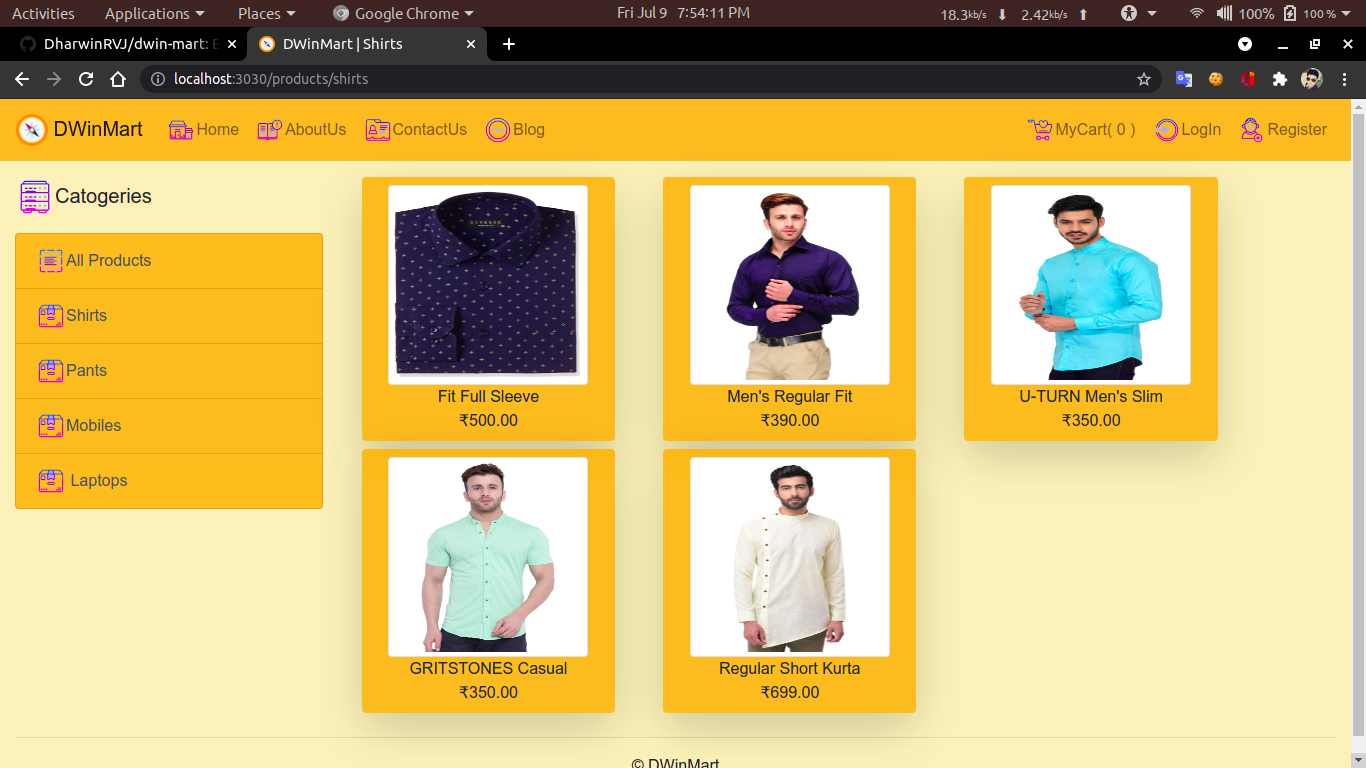 Activities Applications Places Google Chrome Fri Jul 9 7:54:11 PM 18.3kb/s 2.42kb/s 100% 100 %
DharwinRVJ/dwin-mart: E DWinMart | Shirts
localhost:3030/products/shirts
DWinMart Home AboutUs ContactUs Blog MyCart( 0 ) LogIn Register
Catogeries
All Products
Shirts
Pants
Mobiles
Laptops
Fit Full Sleeve
₹500.00
Men's Regular Fit
₹390.00
U-TURN Men's Slim
₹350.00
GRITSTONES Casual
₹350.00
Regular Short Kurta
₹699.00
© DWinMart